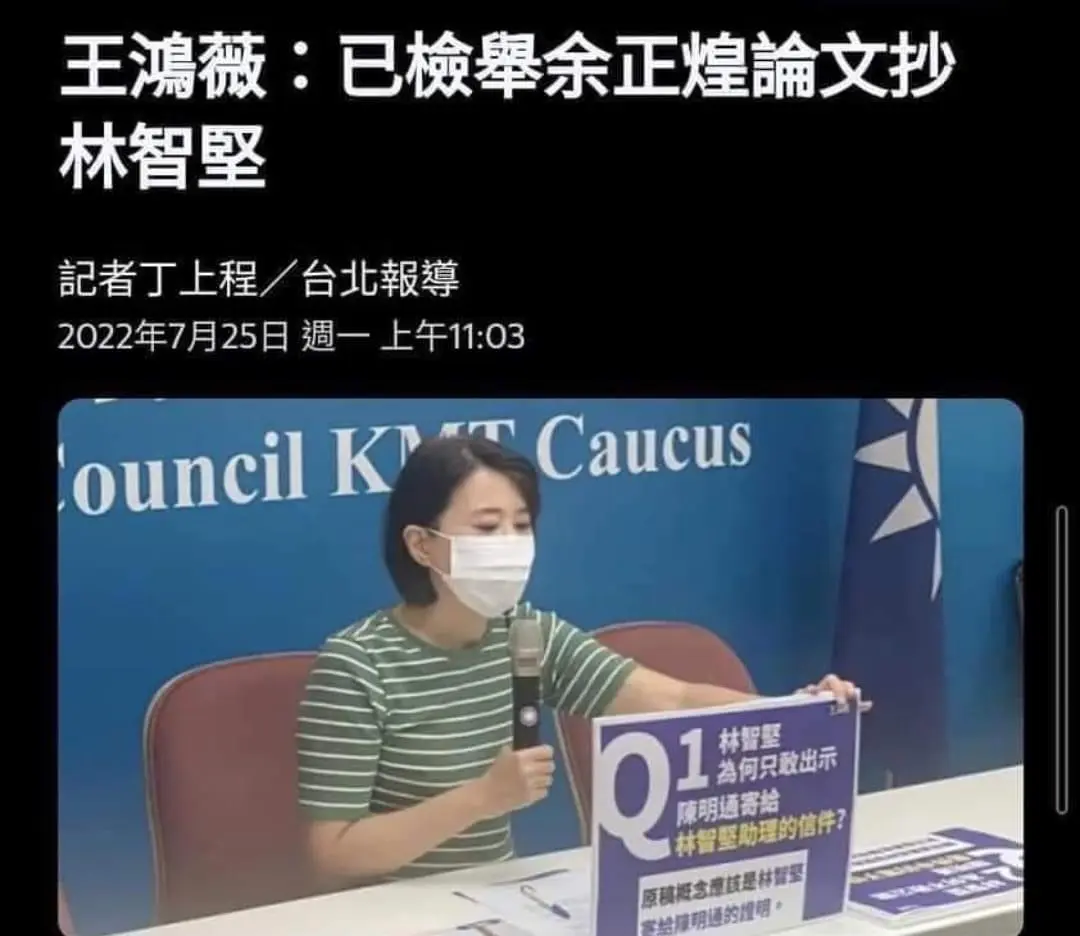 王鴻薇：已檢舉余正煌論文抄
林智堅
記者丁上程／台北報導
2022年7月25日 週一 上午11:03
Council KMT Caucus
Q1 林智堅
為何只敢出示
陳明通寄給
林智堅助理的信件?
原稿概念應該是林智堅
寄給陳明通的證明。